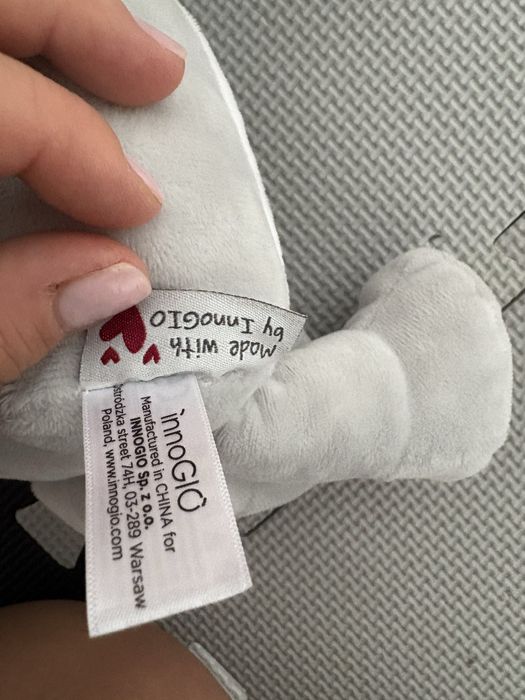 made with
by InnoGIO
innoGIO
Manufactured in CHINA for
INNOGIO Sp. z o.o.
street 74H, 03-289 Warsaw
Poland, www.innogio.com